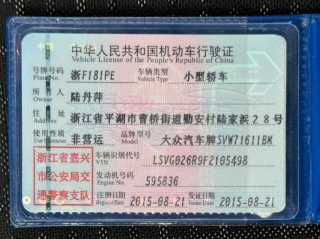 中华人民共和国机动车行驶证
Vehicle License of the People's Republic of China
号牌号码 浙F181PE 车辆类型 小型轿车
Plate No. Vehicle Type
所有人 陆丹萍
Owner
住址 浙江省平湖市曹桥街道勤安村陆家浜28号
Address
使用性质 非营运 品牌型号 大众汽车牌SVW71611BM
Use Character Model
浙江省嘉兴
市公安局交
通警察支队
车辆识别代号 LSVG026R9F2105498
VIN
发动机号码 595836
Engine No.
注册日期 2015-08-21 发证日期 2015-08-21
Register Date Issue Date